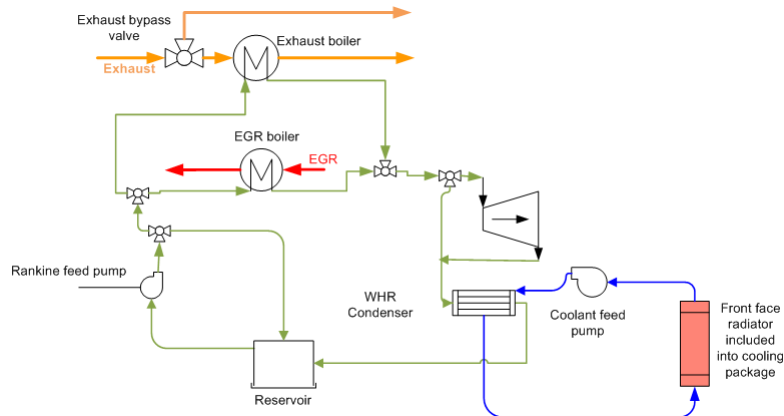 Exhaust bypass
valve
Exhaust boiler
Exhaust
EGR boiler
EGR
Rankine feed pump
WHR
Condenser
Coolant feed
pump
Front face
radiator
included
into cooling
package
Reservoir